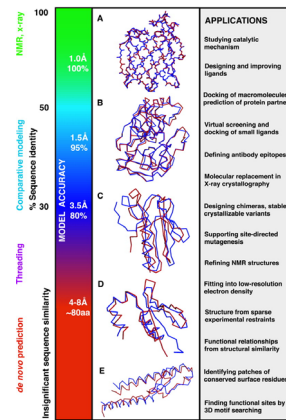 100
50
30
% Sequence identity
Insignificant sequence similarity
NMR, x-ray
Comparative modeling
Threading
de novo prediction
MODEL ACCURACY
1.0Å
100%
1.5Å
95%
3.5Å
80%
4-8Å
~80aa
A
B
C
D
E
APPLICATIONS
Studying catalytic
mechanism
Designing and improving
ligands
Docking of macromolecules
prediction of protein partne
Virtual screening and
docking of small ligands
Defining antibody epitopes
Molecular replacement in
X-ray crystallography
Designing chimeras, stable
crystallizable variants
Supporting site-directed
mutagenesis
Refining NMR structures
Fitting into low-resolution
electron density
Structure from sparse
experimental restraints
Functional relationships
from structural similarity
Identifying patches of
conserved surface residues
Finding functional sites by
3D motif searching